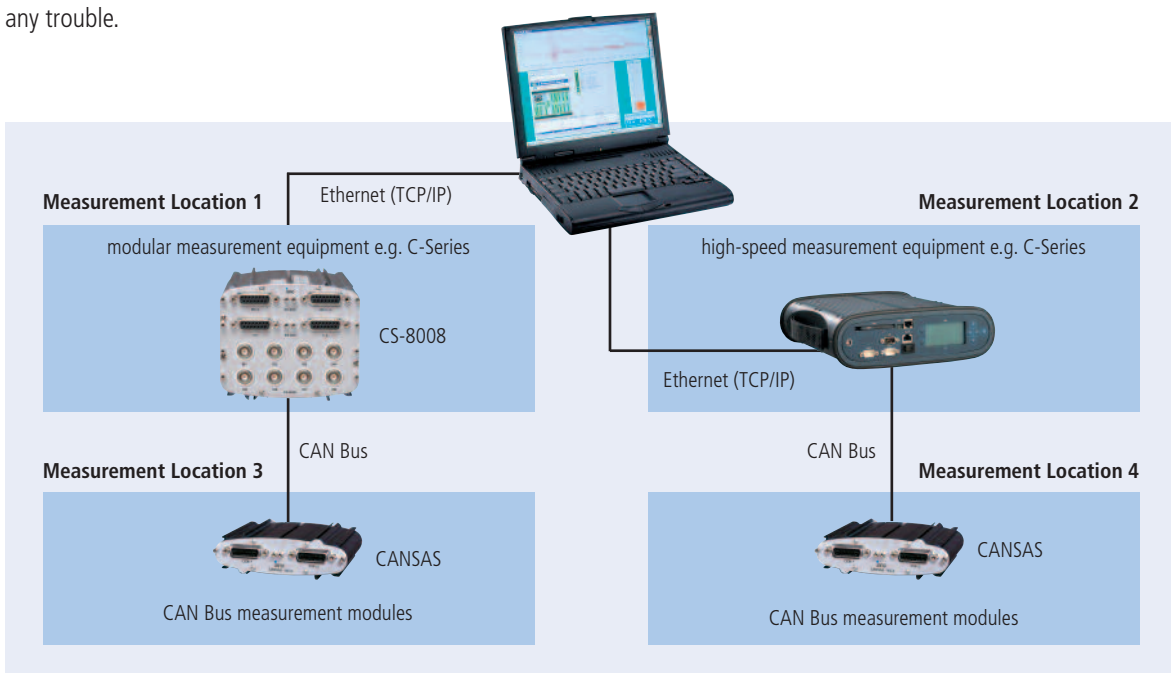 any trouble.
Ethernet (TCP/IP)
Measurement Location 1
Measurement Location 2
modular measurement equipment e.g. C-Series
high-speed measurement equipment e.g. C-Series
CS-8008
Ethernet (TCP/IP)
CAN Bus
CAN Bus
Measurement Location 3
Measurement Location 4
CANSAS
CANSAS
CAN Bus measurement modules
CAN Bus measurement modules